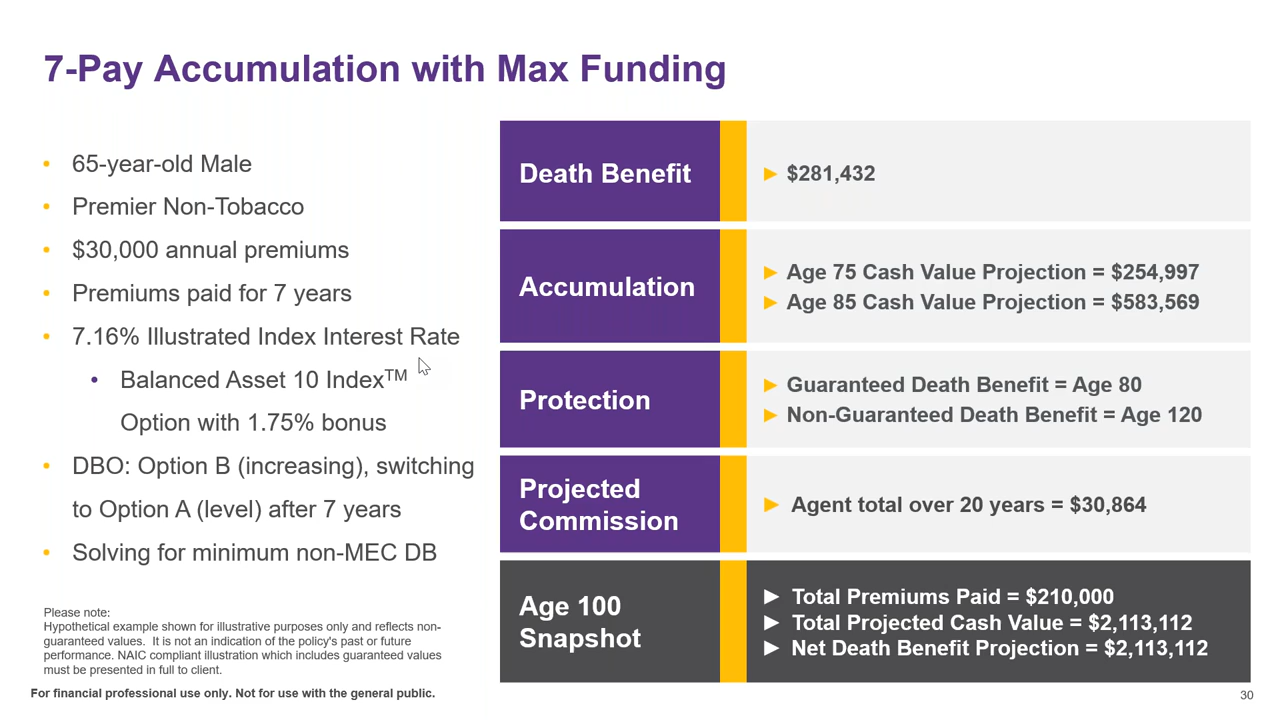 7-Pay Accumulation with Max Funding
• 65-year-old Male
• Premier Non-Tobacco
• $30,000 annual premiums
• Premiums paid for 7 years
• 7.16% Illustrated Index Interest Rate
• Balanced Asset 10 Index™
Option with 1.75% bonus
• DBO: Option B (increasing), switching
to Option A (level) after 7 years
• Solving for minimum non-MEC DB
Please note:
Hypothetical example shown for illustrative purposes only and reflects non-
guaranteed values. It is not an indication of the policy's past or future
performance. NAIC compliant illustration which includes guaranteed values
must be presented in full to client.
For financial professional use only. Not for use with the general public.
Death Benefit
► $281,432
Accumulation
► Age 75 Cash Value Projection = $254,997
► Age 85 Cash Value Projection = $583,569
Protection
► Guaranteed Death Benefit = Age 80
► Non-Guaranteed Death Benefit = Age 120
Projected
Commission
► Agent total over 20 years = $30,864
Age 100
Snapshot
► Total Premiums Paid = $210,000
► Total Projected Cash Value = $2,113,112
► Net Death Benefit Projection = $2,113,112
30